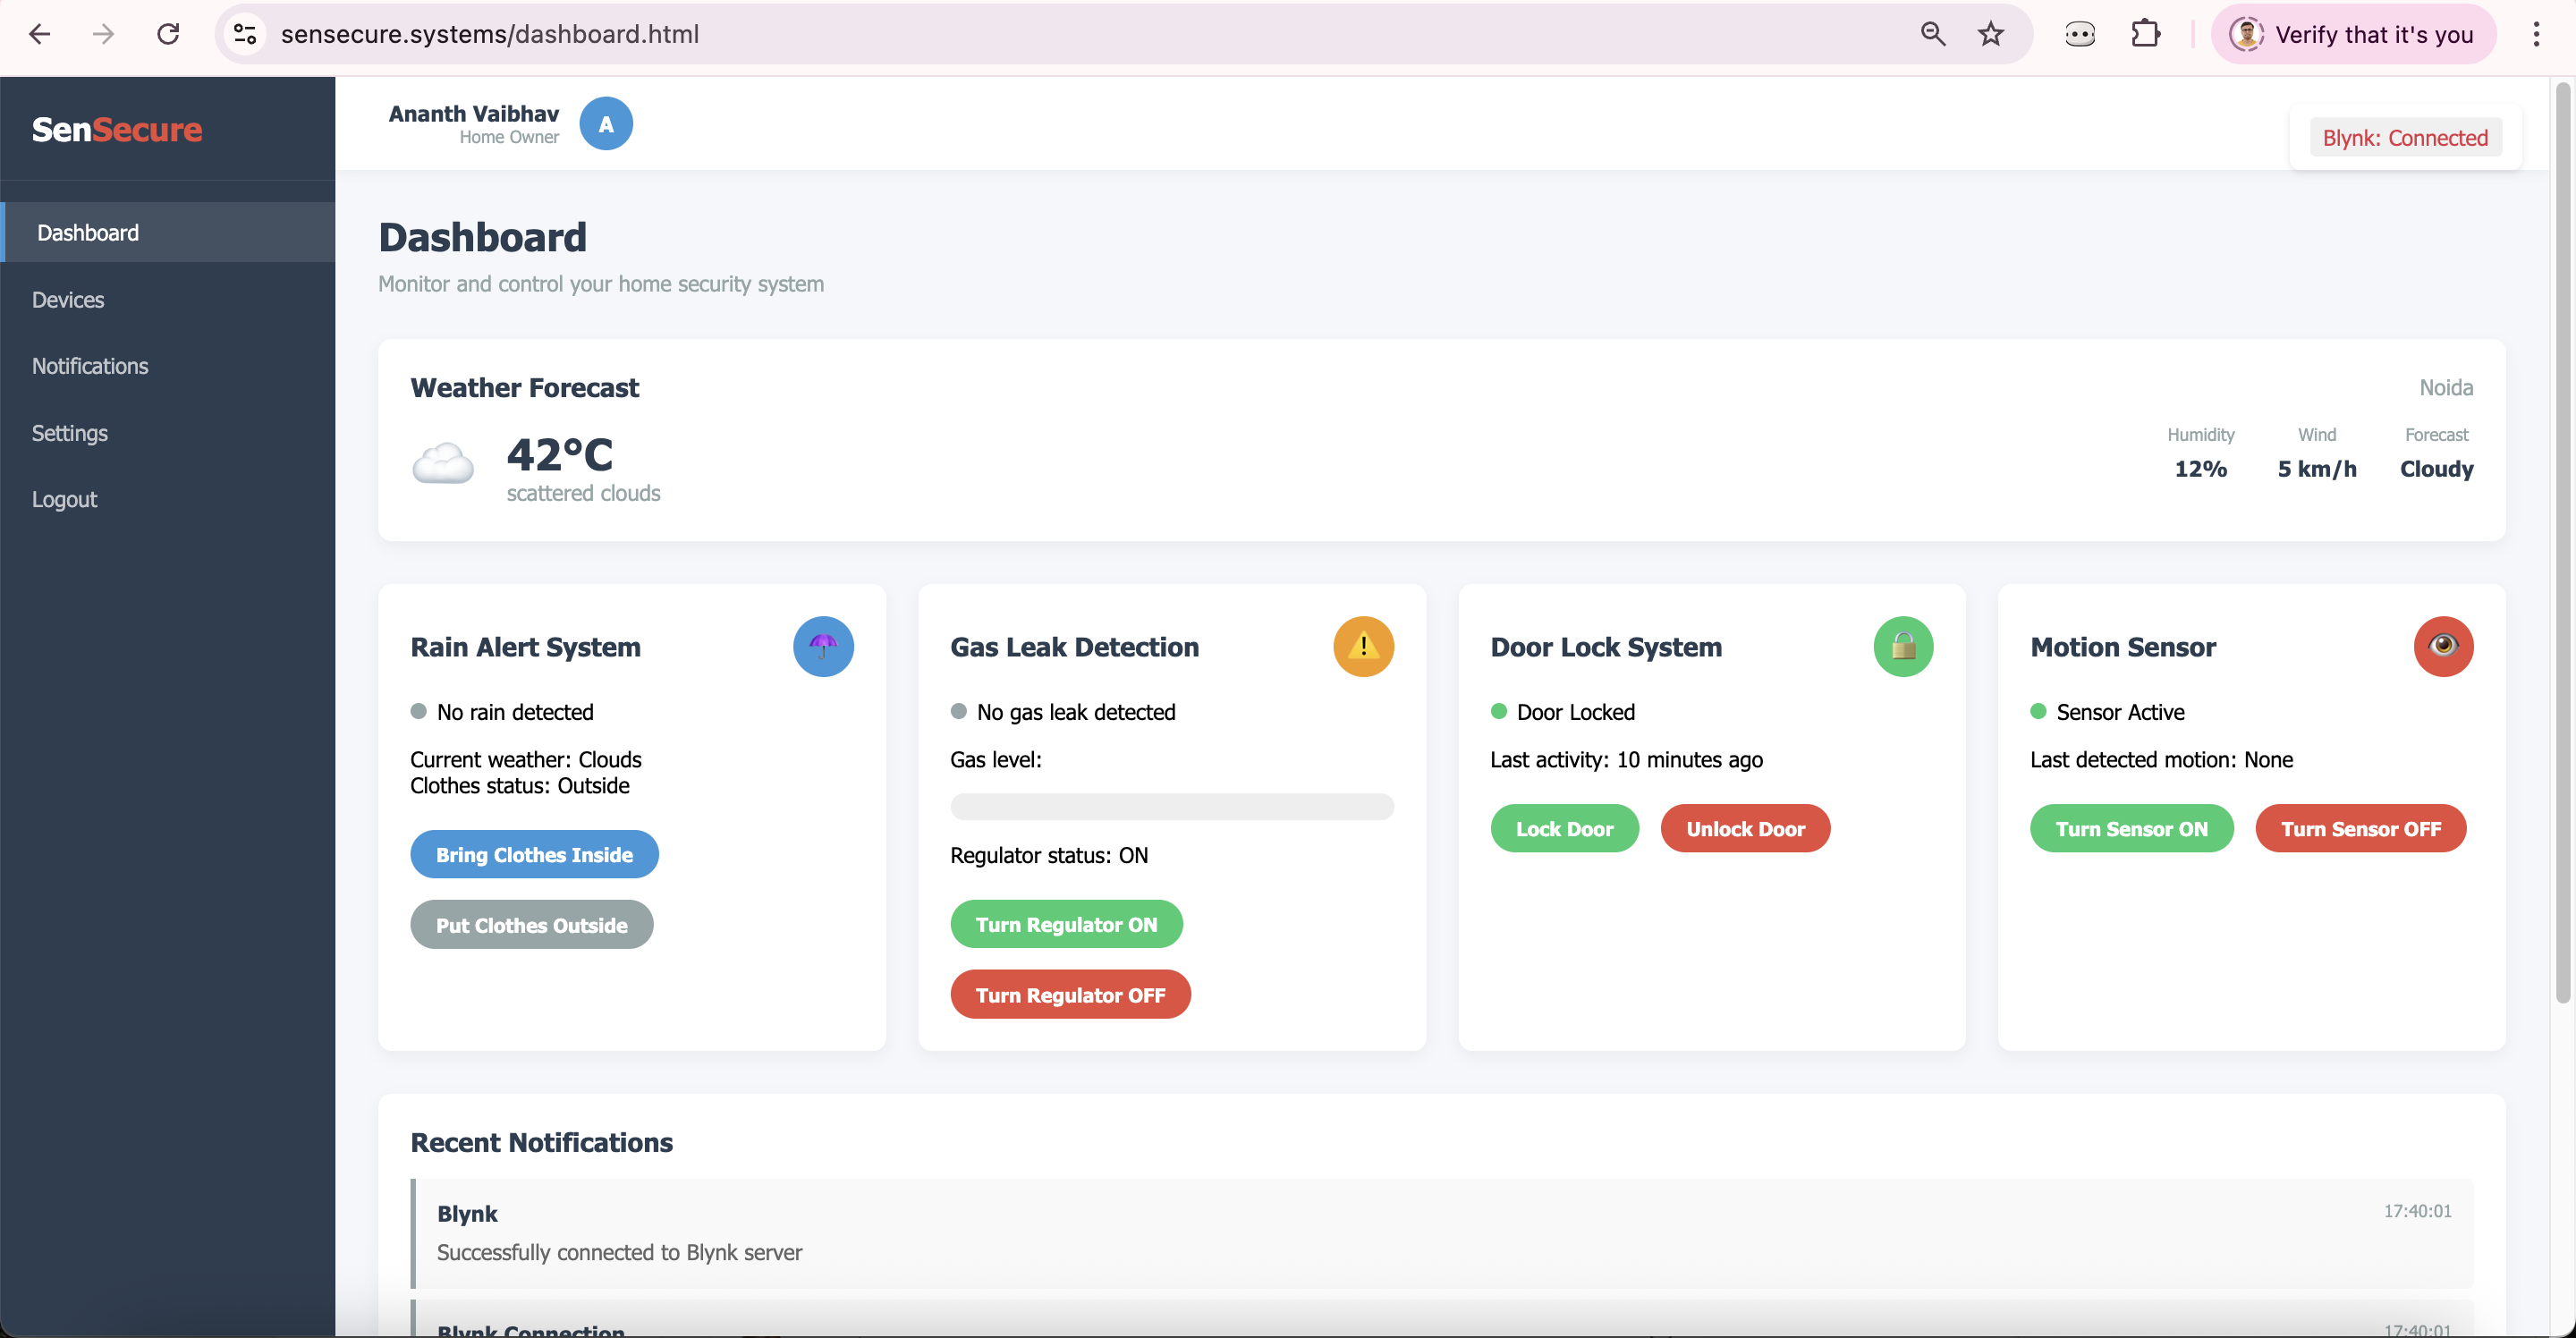 sensecure.systems/dashboard.html
Verify that it's you
SenSecure
Ananth Vaibhav
Home Owner
A
Blynk: Connected
Dashboard
Devices
Notifications
Settings
Logout
Dashboard
Monitor and control your home security system
Weather Forecast
Noida
42°C
scattered clouds
Humidity
12%
Wind
5 km/h
Forecast
Cloudy
Rain Alert System
No rain detected
Current weather: Clouds
Clothes status: Outside
Bring Clothes Inside
Put Clothes Outside
Gas Leak Detection
No gas leak detected
Gas level:
Regulator status: ON
Turn Regulator ON
Turn Regulator OFF
Door Lock System
Door Locked
Last activity: 10 minutes ago
Lock Door
Unlock Door
Motion Sensor
Sensor Active
Last detected motion: None
Turn Sensor ON
Turn Sensor OFF
Recent Notifications
Blynk
17:40:01
Successfully connected to Blynk server
Blynk Connection
17:40:01